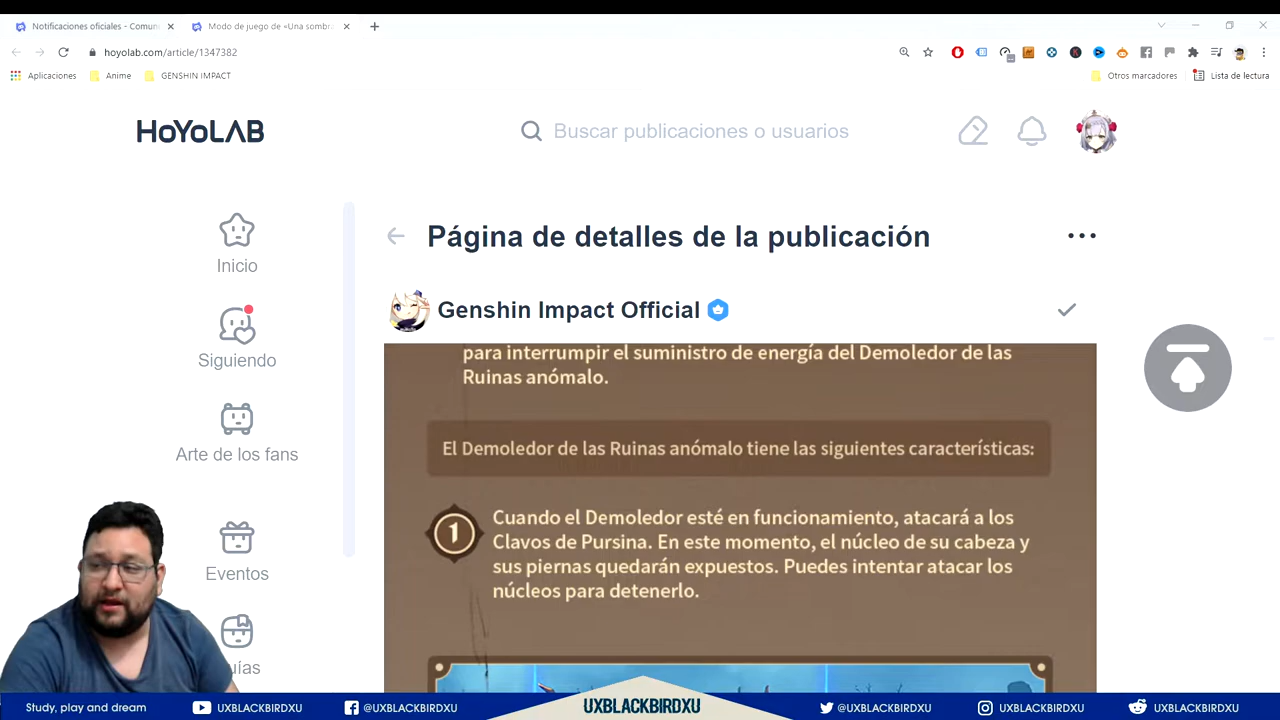 Notificaciones oficiales - Comun
Modo de juego de «Una sombra
hoyolab.com/article/1347382
Aplicaciones
Anime
GENSHIN IMPACT
Otros marcadores
Lista de lectura
HoYoLAB
Buscar publicaciones o usuarios
Inicio
Siguiendo
Arte de los fans
Eventos
uías
Página de detalles de la publicación
Genshin Impact Official
para interrumpir el suministro de energía del Demoledor de las
Ruinas anómalo.
El Demoledor de las Ruinas anómalo tiene las siguientes características:
1
Cuando el Demoledor esté en funcionamiento, atacará a los
Clavos de Pursina. En este momento, el núcleo de su cabeza y
sus piernas quedarán expuestos. Puedes intentar atacar los
núcleos para detenerlo.
Study, play and dream
UXBLACKBIRDXU
@UXBLACKBIRDXU
UXBLACKBIRDXU
@UXBLACKBIRDXU
UXBLACKBIRDXU
UXBLACKBIRDXU